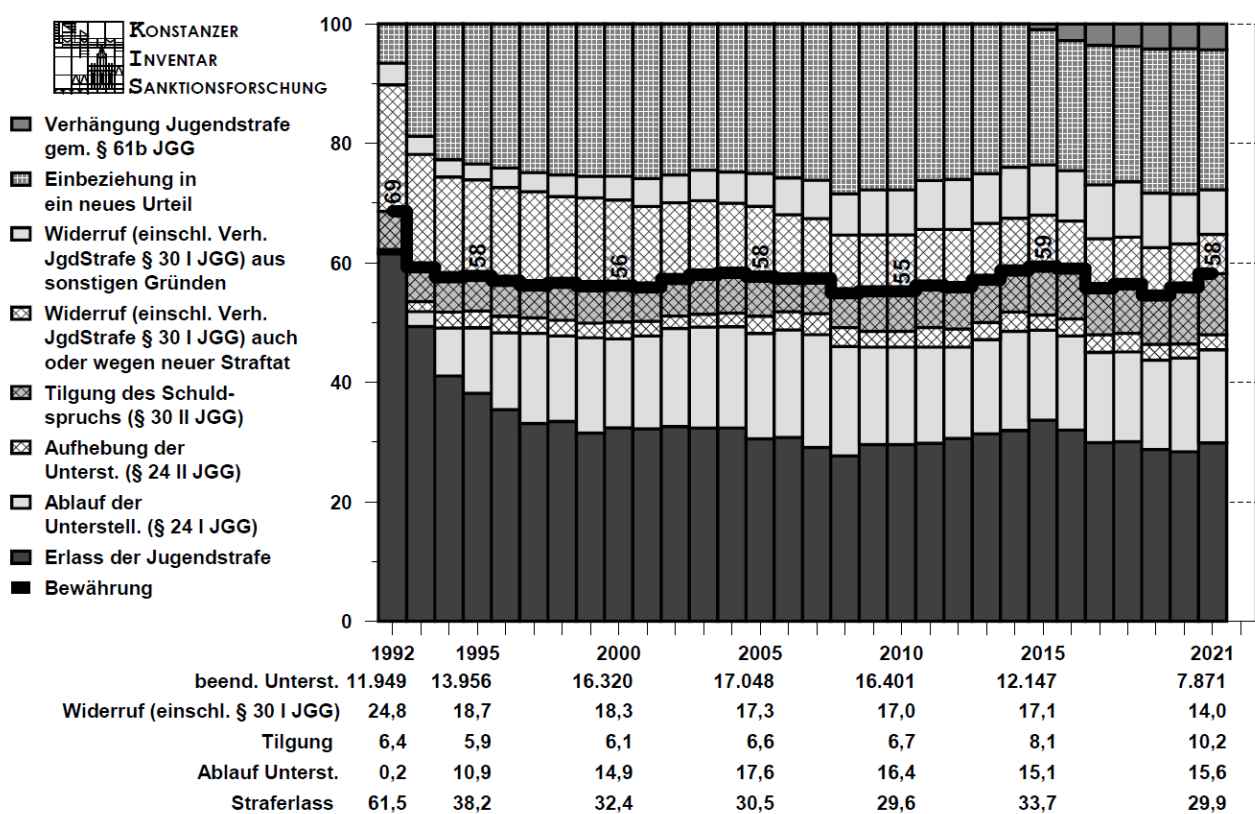 KONSTANZER
INVENTAR
SANKTIONSFORSCHUNG
Verhängung Jugendstrafe
gem. § 61b JGG
Einbeziehung in
ein neues Urteil
Widerruf (einschl. Verh.
JgdStrafe § 30 I JGG) aus
sonstigen Gründen
Widerruf (einschl. Verh.
JgdStrafe § 30 I JGG) auch
oder wegen neuer Straftat
Tilgung des Schuld-
spruchs (§ 30 II JGG)
Aufhebung der
Unterst. (§ 24 II JGG)
Ablauf der
Unterstell. (§ 24 I JGG)
Erlass der Jugendstrafe
Bewährung
100
80
60
40
20
0
69
58
56
58
55
59
58
1992 1995 2000 2005 2010 2015 2021
beend. Unterst. 11.949 13.956 16.320 17.048 16.401 12.147 7.871
Widerruf (einschl. § 30 I JGG) 24,8 18,7 18,3 17,3 17,0 17,1 14,0
Tilgung 6,4 5,9 6,1 6,6 6,7 8,1 10,2
Ablauf Unterst. 0,2 10,9 14,9 17,6 16,4 15,1 15,6
Straferlass 61,5 38,2 32,4 30,5 29,6 33,7 29,9